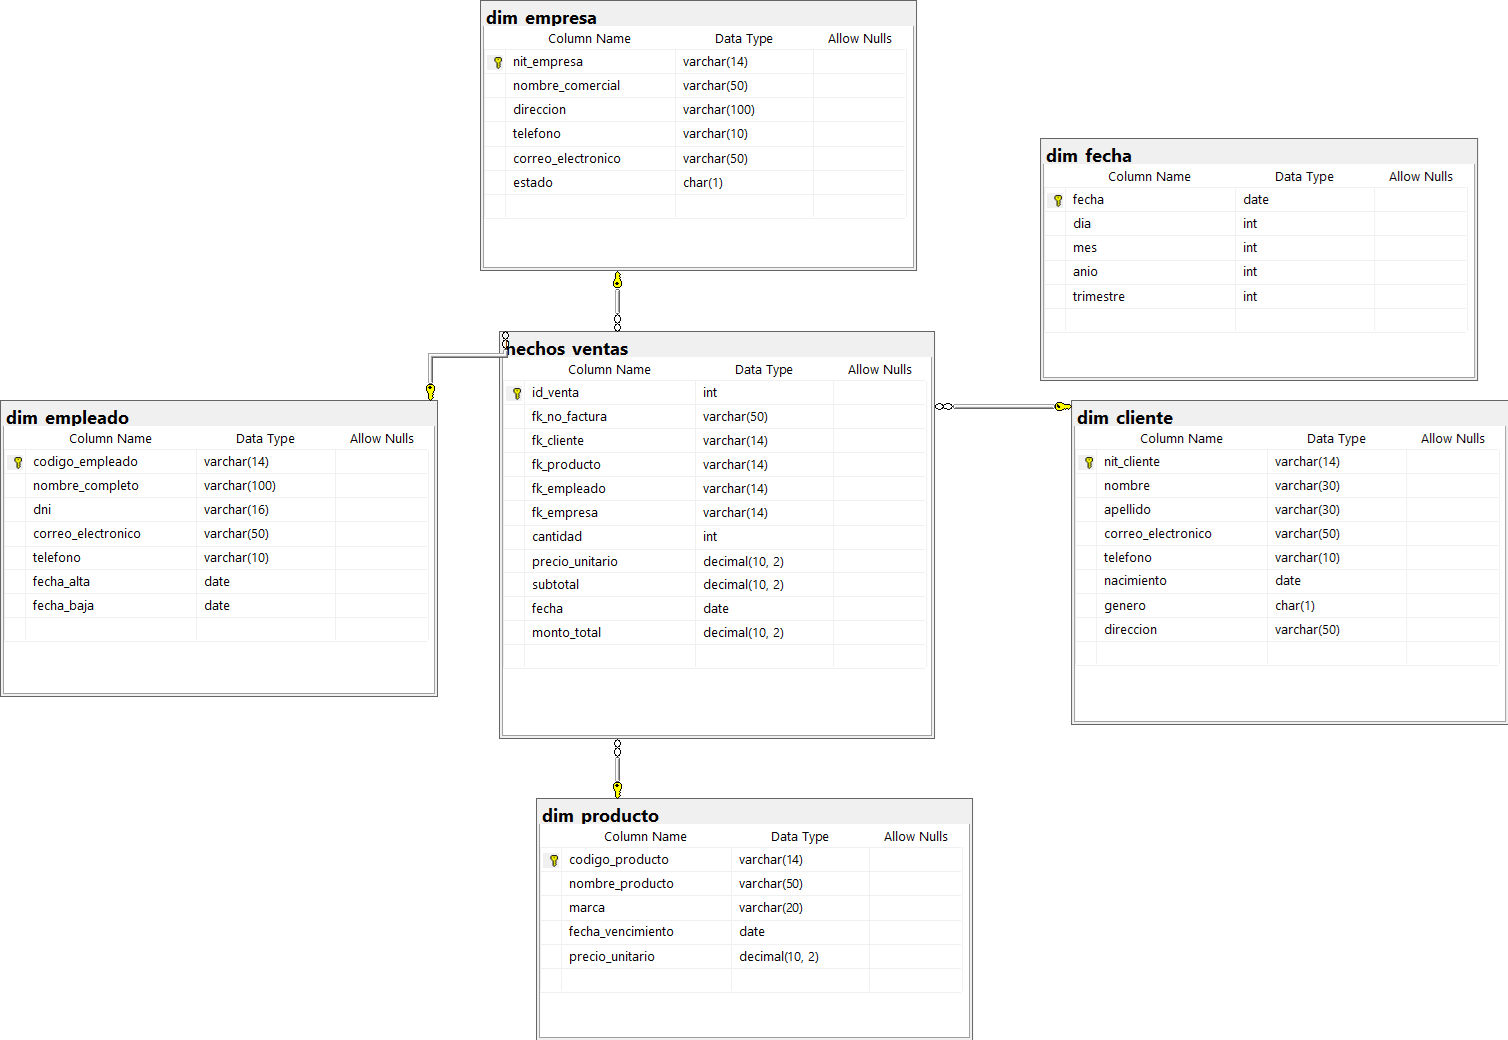 dim_empresa
Column Name Data Type Allow Nulls
nit_empresa varchar(14)
nombre_comercial varchar(50)
direccion varchar(100)
telefono varchar(10)
correo_electronico varchar(50)
estado char(1)
dim_fecha
Column Name Data Type Allow Nulls
fecha date
dia int
mes int
anio int
trimestre int
hechos_ventas
Column Name Data Type Allow Nulls
id_venta int
fk_no_factura varchar(50)
fk_cliente varchar(14)
fk_producto varchar(14)
fk_empleado varchar(14)
fk_empresa varchar(14)
cantidad int
precio_unitario decimal(10, 2)
subtotal decimal(10, 2)
fecha date
monto_total decimal(10, 2)
dim_empleado
Column Name Data Type Allow Nulls
codigo_empleado varchar(14)
nombre_completo varchar(100)
dni varchar(16)
correo_electronico varchar(50)
telefono varchar(10)
fecha_alta date
fecha_baja date
dim_cliente
Column Name Data Type Allow Nulls
nit_cliente varchar(14)
nombre varchar(30)
apellido varchar(30)
correo_electronico varchar(50)
telefono varchar(10)
nacimiento date
genero char(1)
direccion varchar(50)
dim_producto
Column Name Data Type Allow Nulls
codigo_producto varchar(14)
nombre_producto varchar(50)
marca varchar(20)
fecha_vencimiento date
precio_unitario decimal(10, 2)